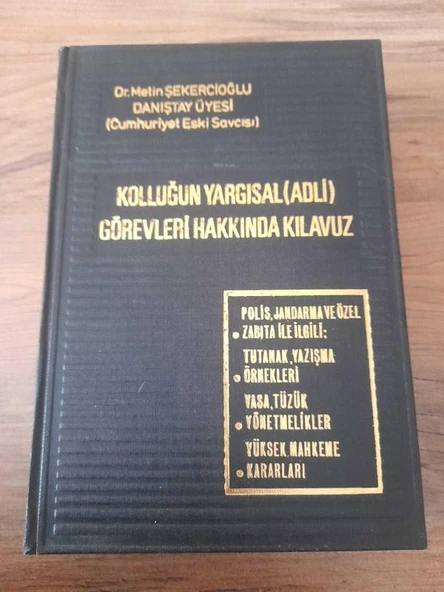 Dr. Metin ŞEKERCİOĞLU
DANIŞTAY ÜYESİ
(Cumhuriyet Eski Savcısı)
KOLLUĞUN YARGISAL (ADLİ)
GÖREVLERİ HAKKINDA KILAVUZ
POLİS, JANDARMA VE ÖZEL
• ZABITA İLE İLGİLİ:
TUTANAK, YAZIŞMA
• ÖRNEKLERİ
YASA, TÜZÜK
• YÖNETMELİKLER
YÜKSEK MAHKEME
• KARARLARI